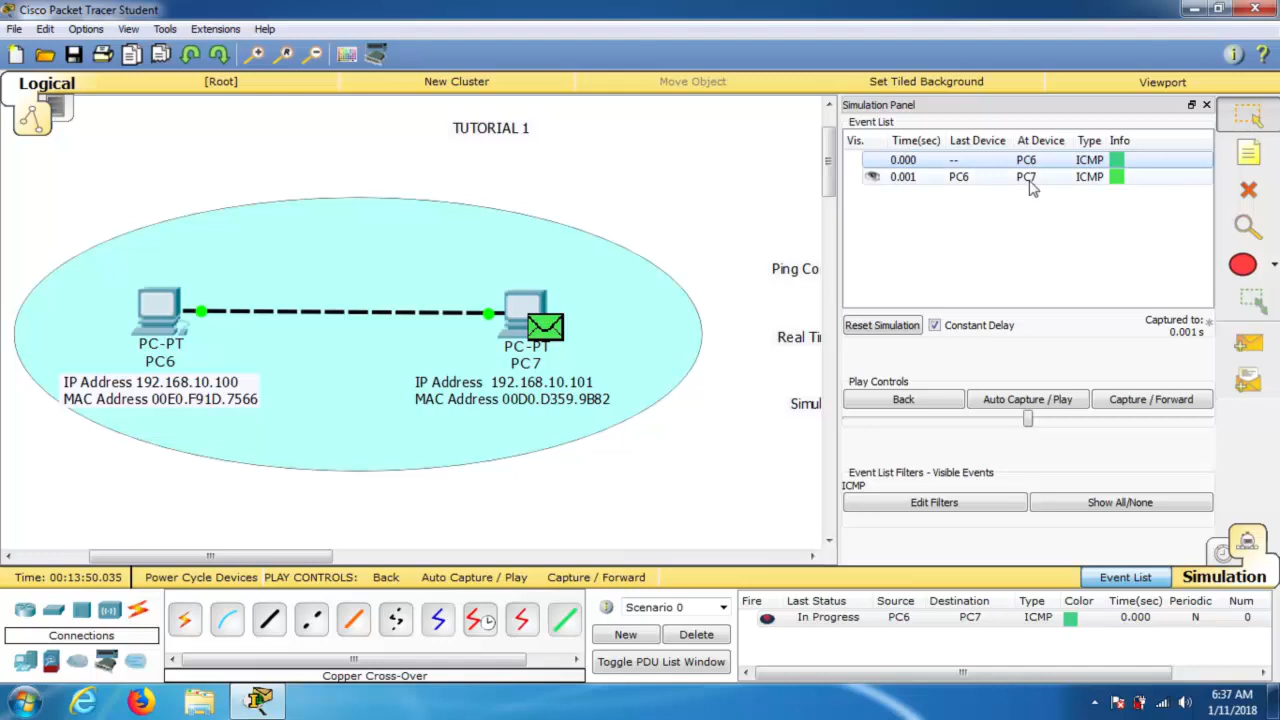 Cisco Packet Tracer Student
File Edit Options View Tools Extensions Help
Logical [Root] New Cluster Move Object Set Tiled Background Viewport
TUTORIAL 1
PC-PT
PC6
IP Address 192.168.10.100
MAC Address 00E0.F91D.7566
PC-PT
PC7
IP Address 192.168.10.101
MAC Address 00D0.D359.9B82
Ping Co
Real Ti
Simul
Simulation Panel
Event List
Vis. Time(sec) Last Device At Device Type Info
0.000 -- PC6 ICMP
0.001 PC6 PC7 ICMP
Reset Simulation Constant Delay Captured to: *
0.001 s
Play Controls
Back Auto Capture / Play Capture / Forward
Event List Filters - Visible Events
ICMP
Edit Filters Show All/None
Time: 00:13:50.035 Power Cycle Devices PLAY CONTROLS: Back Auto Capture / Play Capture / Forward Event List Simulation
Connections
Copper Cross-Over
Scenario 0
New Delete
Toggle PDU List Window
Fire Last Status Source Destination Type Color Time(sec) Periodic Num
In Progress PC6 PC7 ICMP 0.000 N 0
6:37 AM
1/11/2018